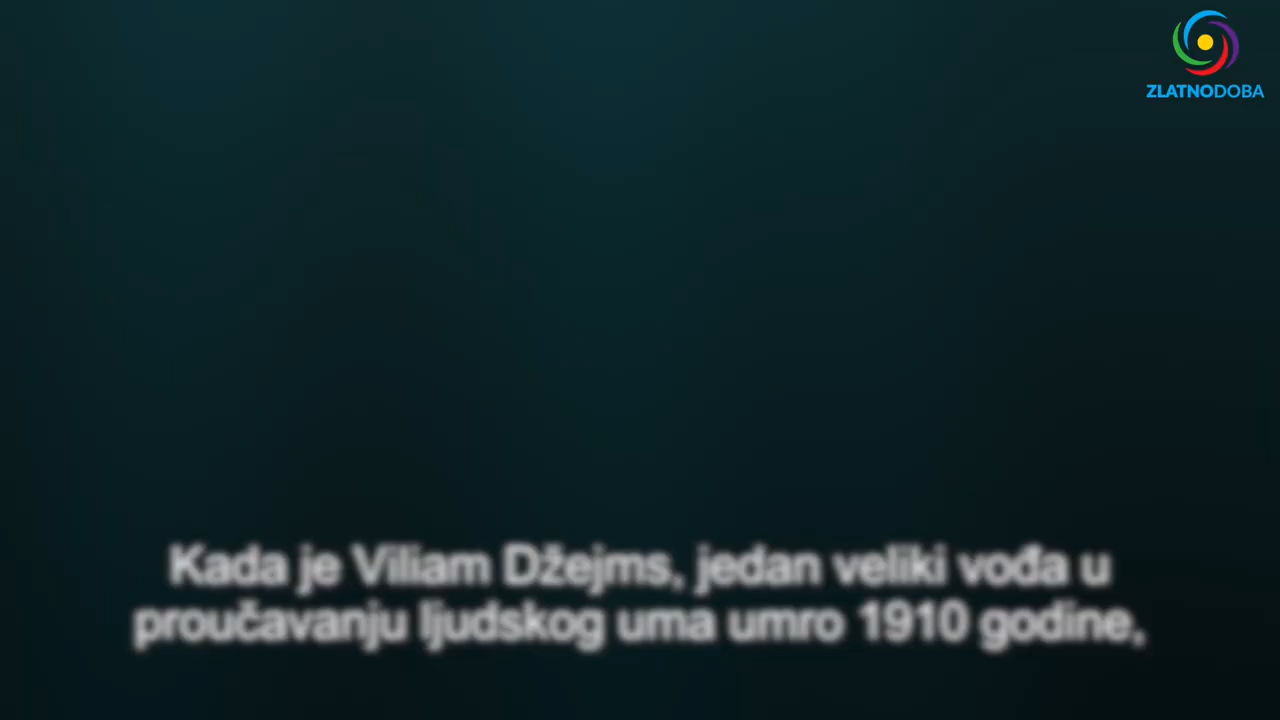 ZLATNODOBA
Kada je Viliam Džejms, jedan veliki vođa u
proučavanju ljudskog uma umro 1910 godine,